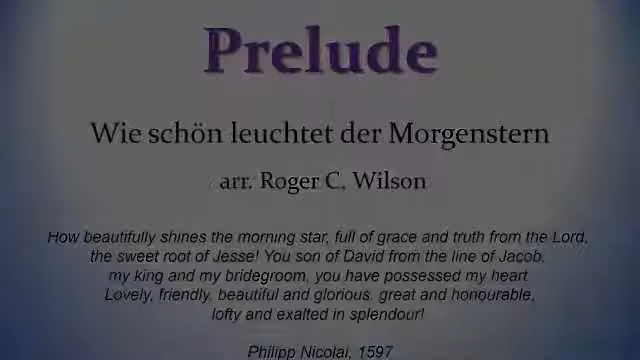 Prelude
Wie schön leuchtet der Morgenstern
arr. Roger C. Wilson
How beautifully shines the morning star, full of grace and truth from the Lord,
the sweet root of Jesse! You son of David from the line of Jacob,
my king and my bridegroom, you have possessed my heart
Lovely, friendly, beautiful and glorious, great and honourable,
lofty and exalted in splendour!
Philipp Nicolai, 1597